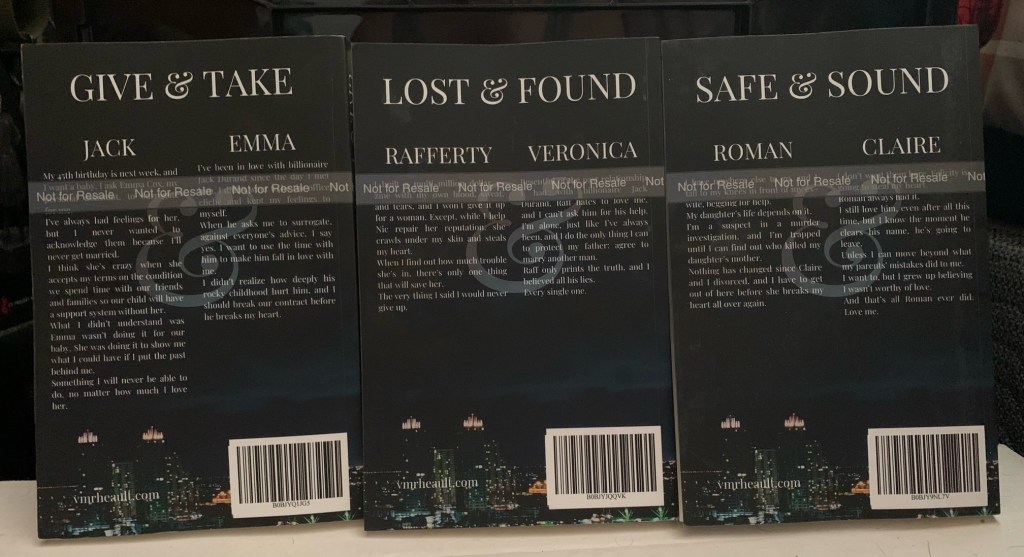 GIVE & TAKE
JACK
My 45th birthday is next week, and
I want a baby. I ask Emma Cox, my
for me.
I've always had feelings for her,
but I never wanted to
acknowledge them because I'll
never get married.
I think she's crazy when she
accepts my terms on the condition
we spend time with our friends
and families so our child will have
a support system without her.
What I didn't understand was
Emma wasn't doing it for our
baby. She was doing it to show me
what I could have if I put the past
behind me.
Something I will never be able to
do, no matter how much I love
her.
EMMA
I've been in love with billionaire
Jack Durand since the day I met
and kept my feelings to
myself.
When he asks me to surrogate,
against everyone's advice, I say
yes. I want to use the time with
him to make him fall in love with
me.
I didn't realize how deeply his
rocky childhood hurt him, and I
should break our contract before
he breaks my heart.
Not for Resale Not for Resale Not
vmrheault.com
LOST & FOUND
RAFFERTY
and tears, and I won't give it up
for a woman. Except, while I help
Nic repair her reputation, she
crawls under my skin and steals
my heart.
When I find out how much trouble
she's in, there's only one thing
that will save her.
The very thing I said I would never
give up.
VERONICA
Durand, Rafe hates to love me,
and I can't ask him for his help.
I'm alone, just like I've always
been, and I do the only thing I can
to protect my father: agree to
marry another man.
Raff only prints the truth, and I
believed all his lies.
Every single one.
Not for Resale Not for Resale Not
B0BJYJQQVK
vmrheault.com
SAFE & SOUND
ROMAN
wife, begging for help.
My daughter's life depends on it.
I'm a suspect in a murder
investigation, and I'm trapped
until I can find out who killed my
daughter's mother.
Nothing has changed since Claire
and I divorced, and I have to get
out of here before she breaks my
heart all over again.
CLAIRE
Roman always had it.
I still love him, even after all this
time, but I know the moment he
clears his name, he's going to
leave.
Unless I can move beyond what
my parents' mistakes did to me.
I want to, but I grew up believing
I wasn't worthy of love.
And that's all Roman ever did.
Love me.
Not for Resale Not for Resale
B0BJY9NL7V
vmrheault.com